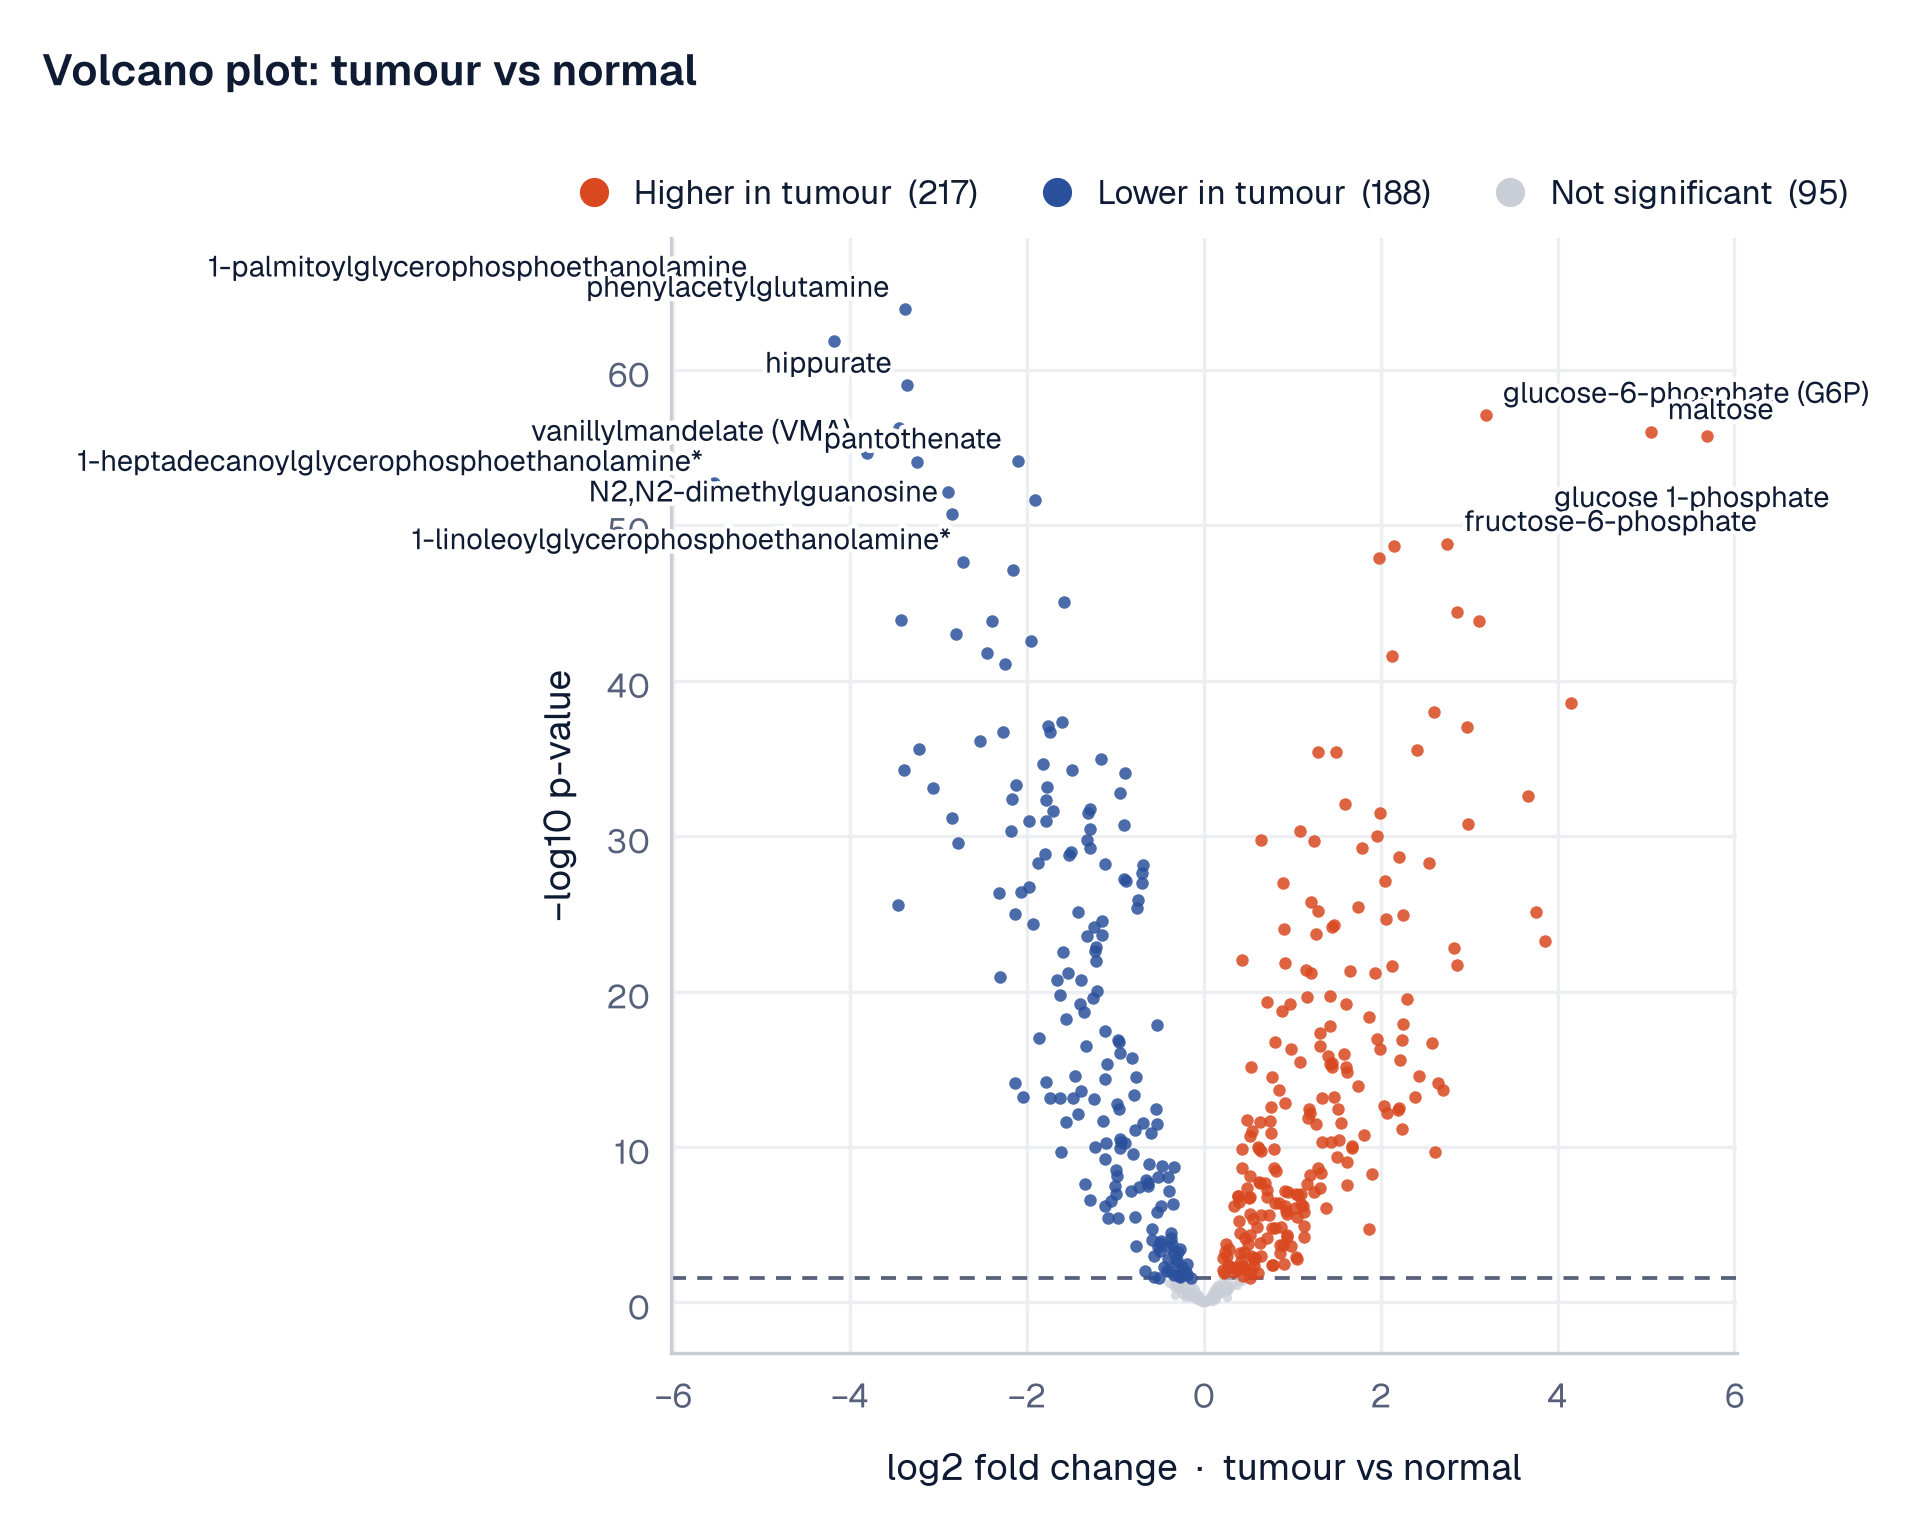 Volcano plot: tumour vs normal
Higher in tumour (217)
Lower in tumour (188)
Not significant (95)
1-palmitoylglycerophosphoethanolamine
phenylacetylglutamine
hippurate
glucose-6-phosphate (G6P)
maltose
vanillylmandelate (VMA)
pantothenate
1-heptadecanoylglycerophosphoethanolamine*
N2,N2-dimethylguanosine
glucose 1-phosphate
fructose-6-phosphate
1-linoleoylglycerophosphoethanolamine*
−log10 p-value
60
50
40
30
20
10
0
−6
−4
−2
0
2
4
6
log2 fold change · tumour vs normal